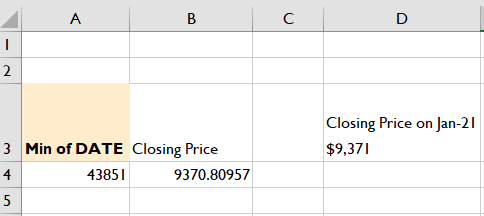 A B C D
1
2
Closing Price on Jan-21
3 Min of DATE Closing Price $9,371
4 43851 9370.80957
5